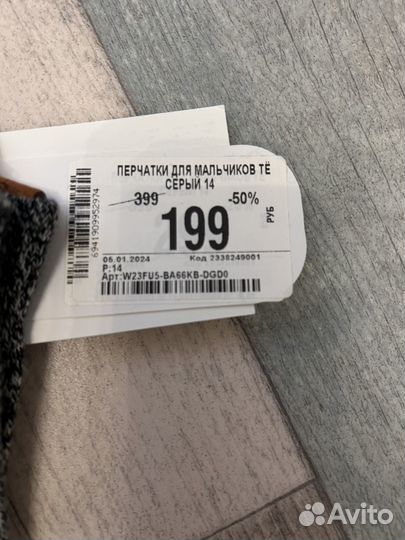 ПЕРЧАТКИ ДЛЯ МАЛЬЧИКОВ ТЁ
СЕРЫЙ 14
399 -50%
199 РУБ
05.01.2024 Код 2338249001
Р:14
Арт:W23FU5-BA66KB-DGD0
6941909952974
Avito